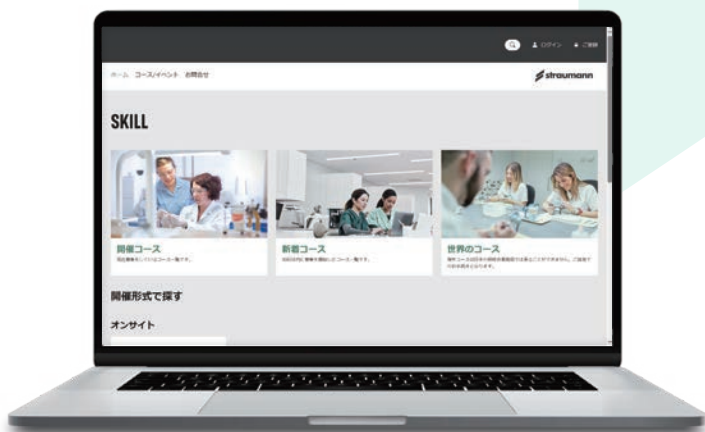 ログイン
ご登録
ホーム コース/イベント お問合せ
straumann
SKILL
開催コース
新着コース
世界のコース
開催形式で探す
オンサイト